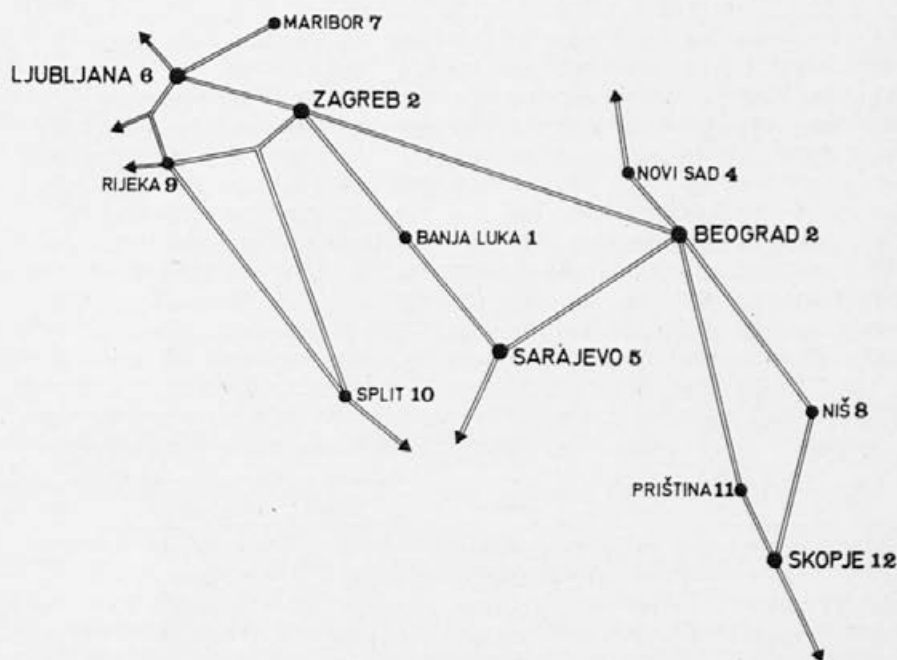 MARIBOR 7
LJUBLJANA 6
ZAGREB 2
RIJEKA 9
NOVI SAD 4
BANJA LUKA 1
BEOGRAD 2
SARAJEVO 5
SPLIT 10
NIŠ 8
PRIŠTINA 11
SKOPJE 12